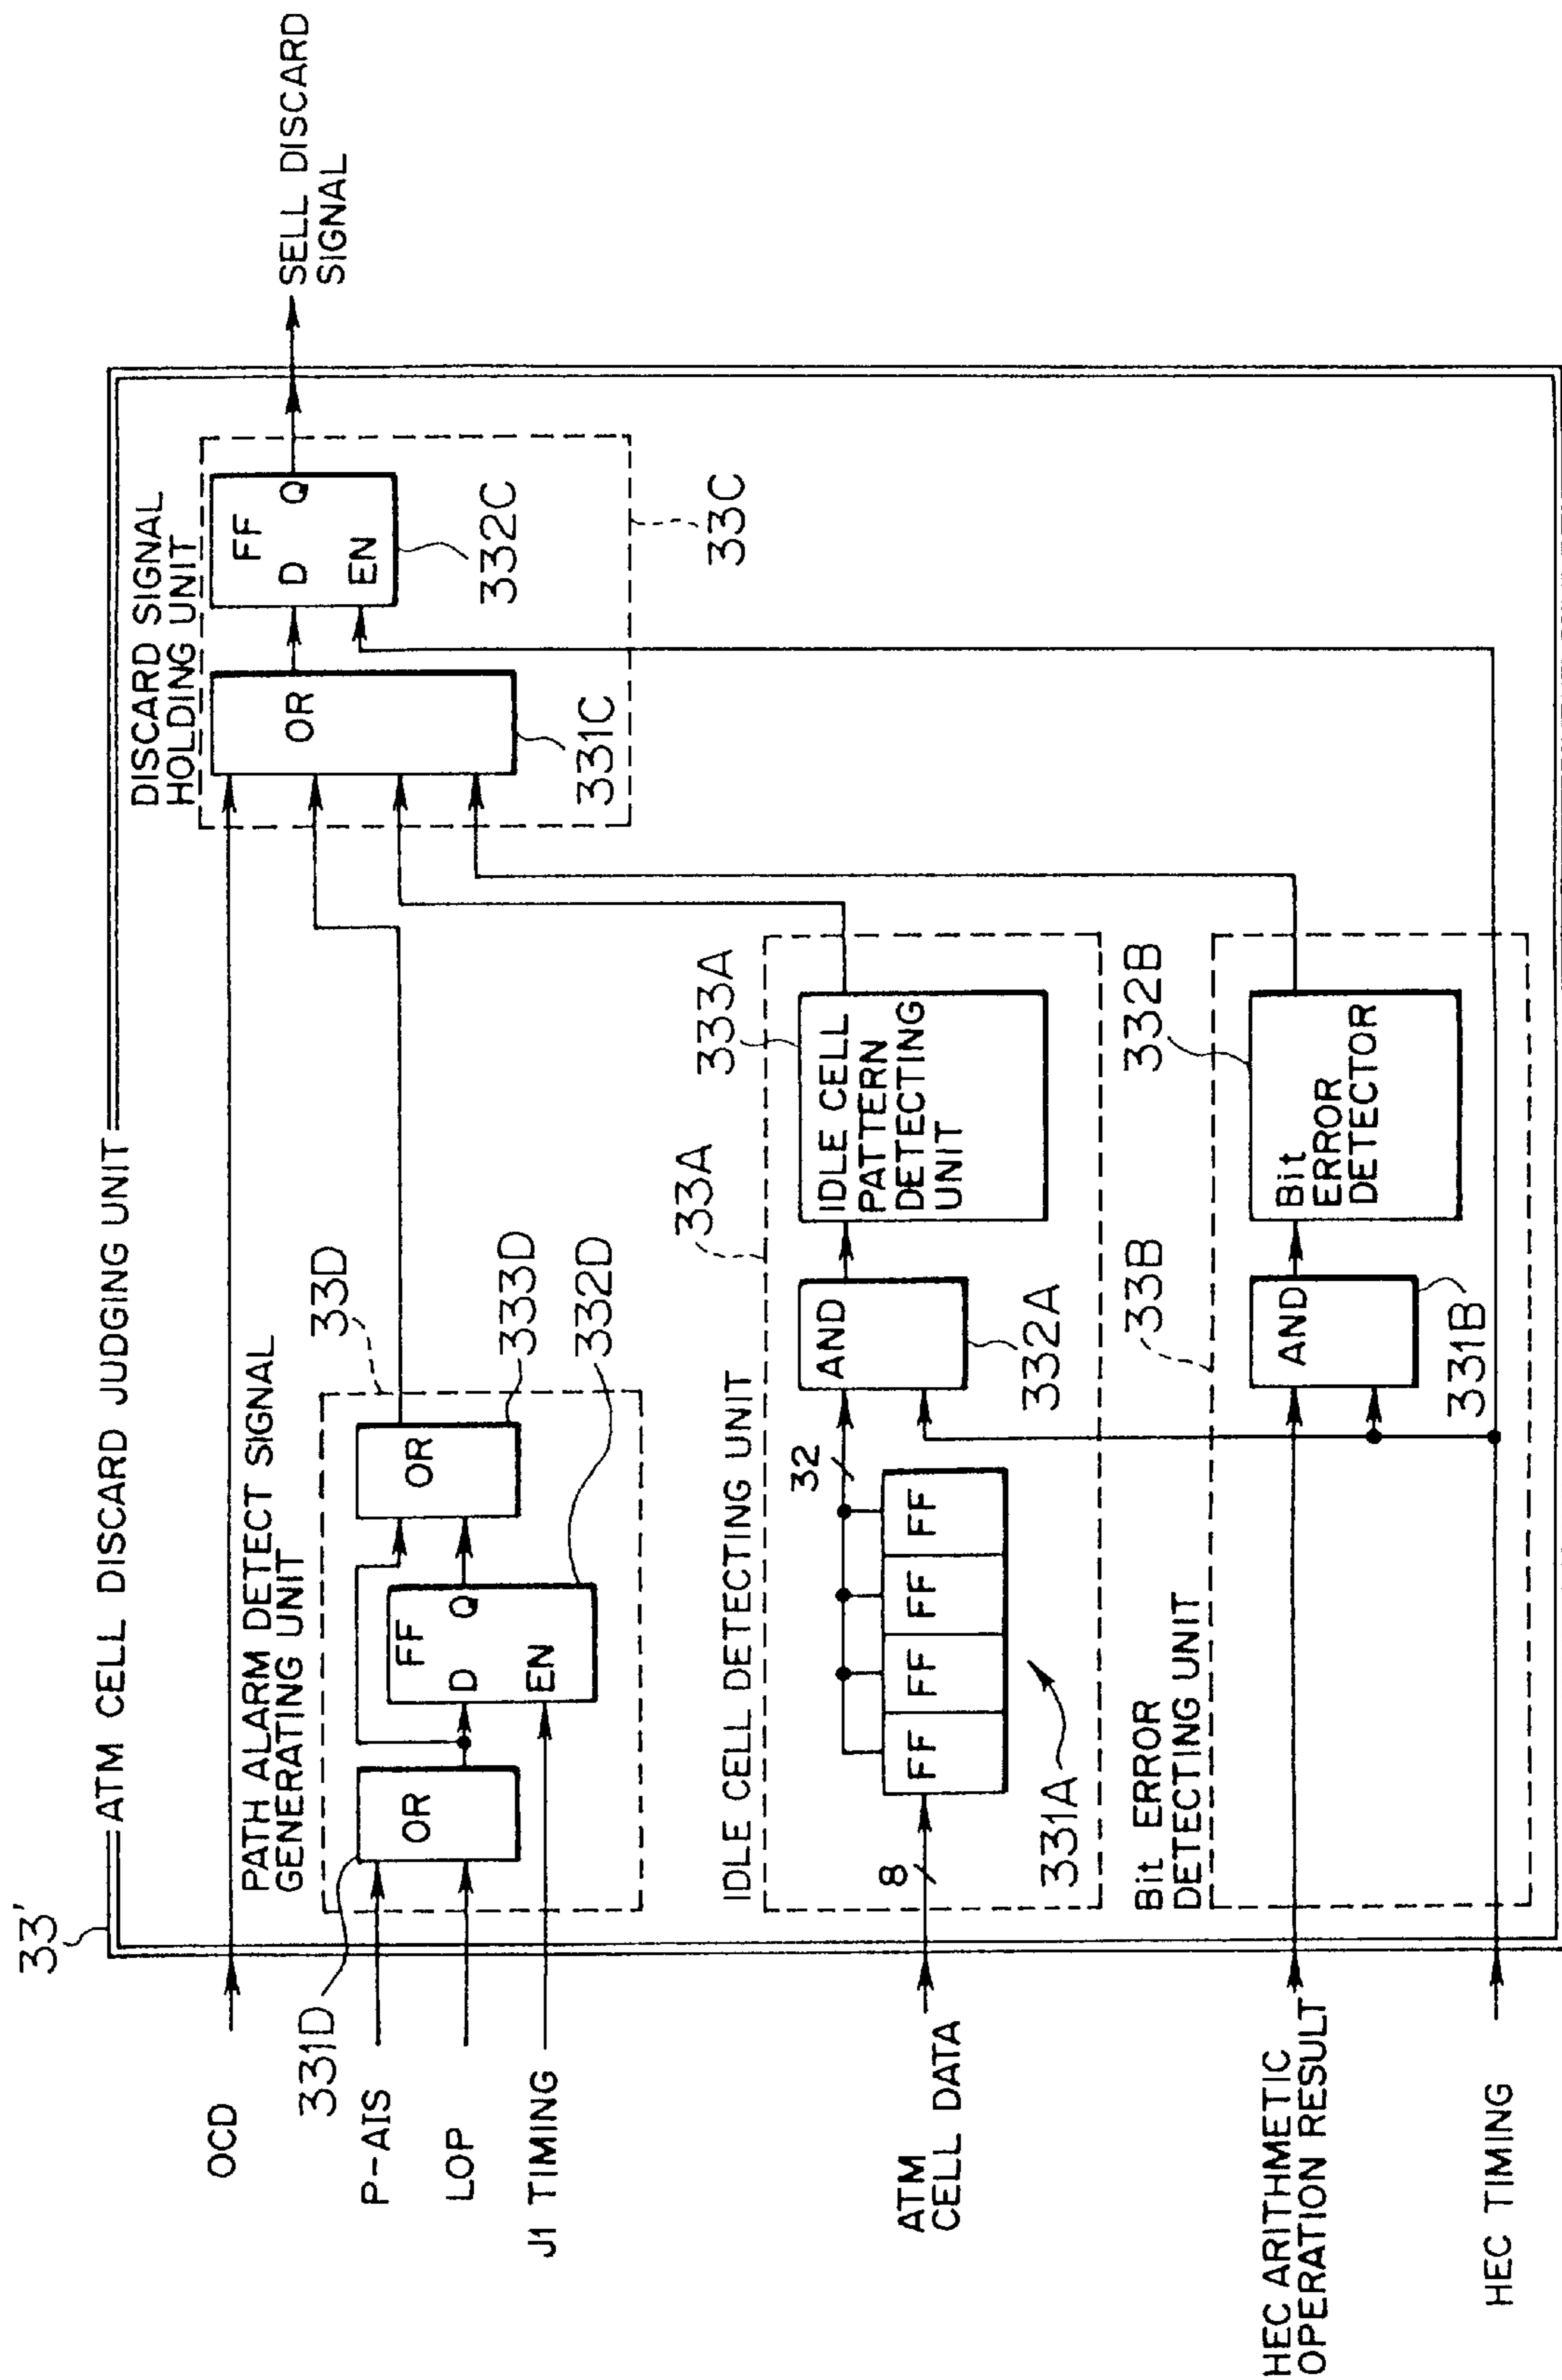 33'
ATM CELL DISCARD JUDGING UNIT
OCD
PATH ALARM DETECT SIGNAL
GENERATING UNIT
33D
331D
P-AIS
LOP
J1 TIMING
OR
FF
D
Q
EN
OR
333D
332D
DISCARD SIGNAL
HOLDING UNIT
OR
331C
FF
D
Q
EN
332C
33C
SELL DISCARD
SIGNAL
IDLE CELL DETECTING UNIT
33A
ATM
CELL DATA
8
FF
FF
FF
FF
331A
32
AND
332A
IDLE CELL
PATTERN
DETECTING
UNIT
333A
Bit ERROR
DETECTING UNIT
33B
HEC ARITHMETIC
OPERATION RESULT
AND
331B
Bit
ERROR
DETECTOR
332B
HEC TIMING